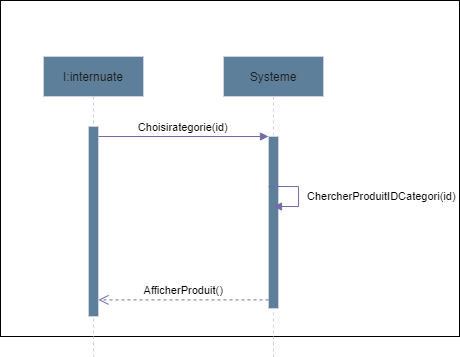 I:internuate
Systeme
Choisirategorie(id)
ChercherProduitIDCategori(id)
AfficherProduit()